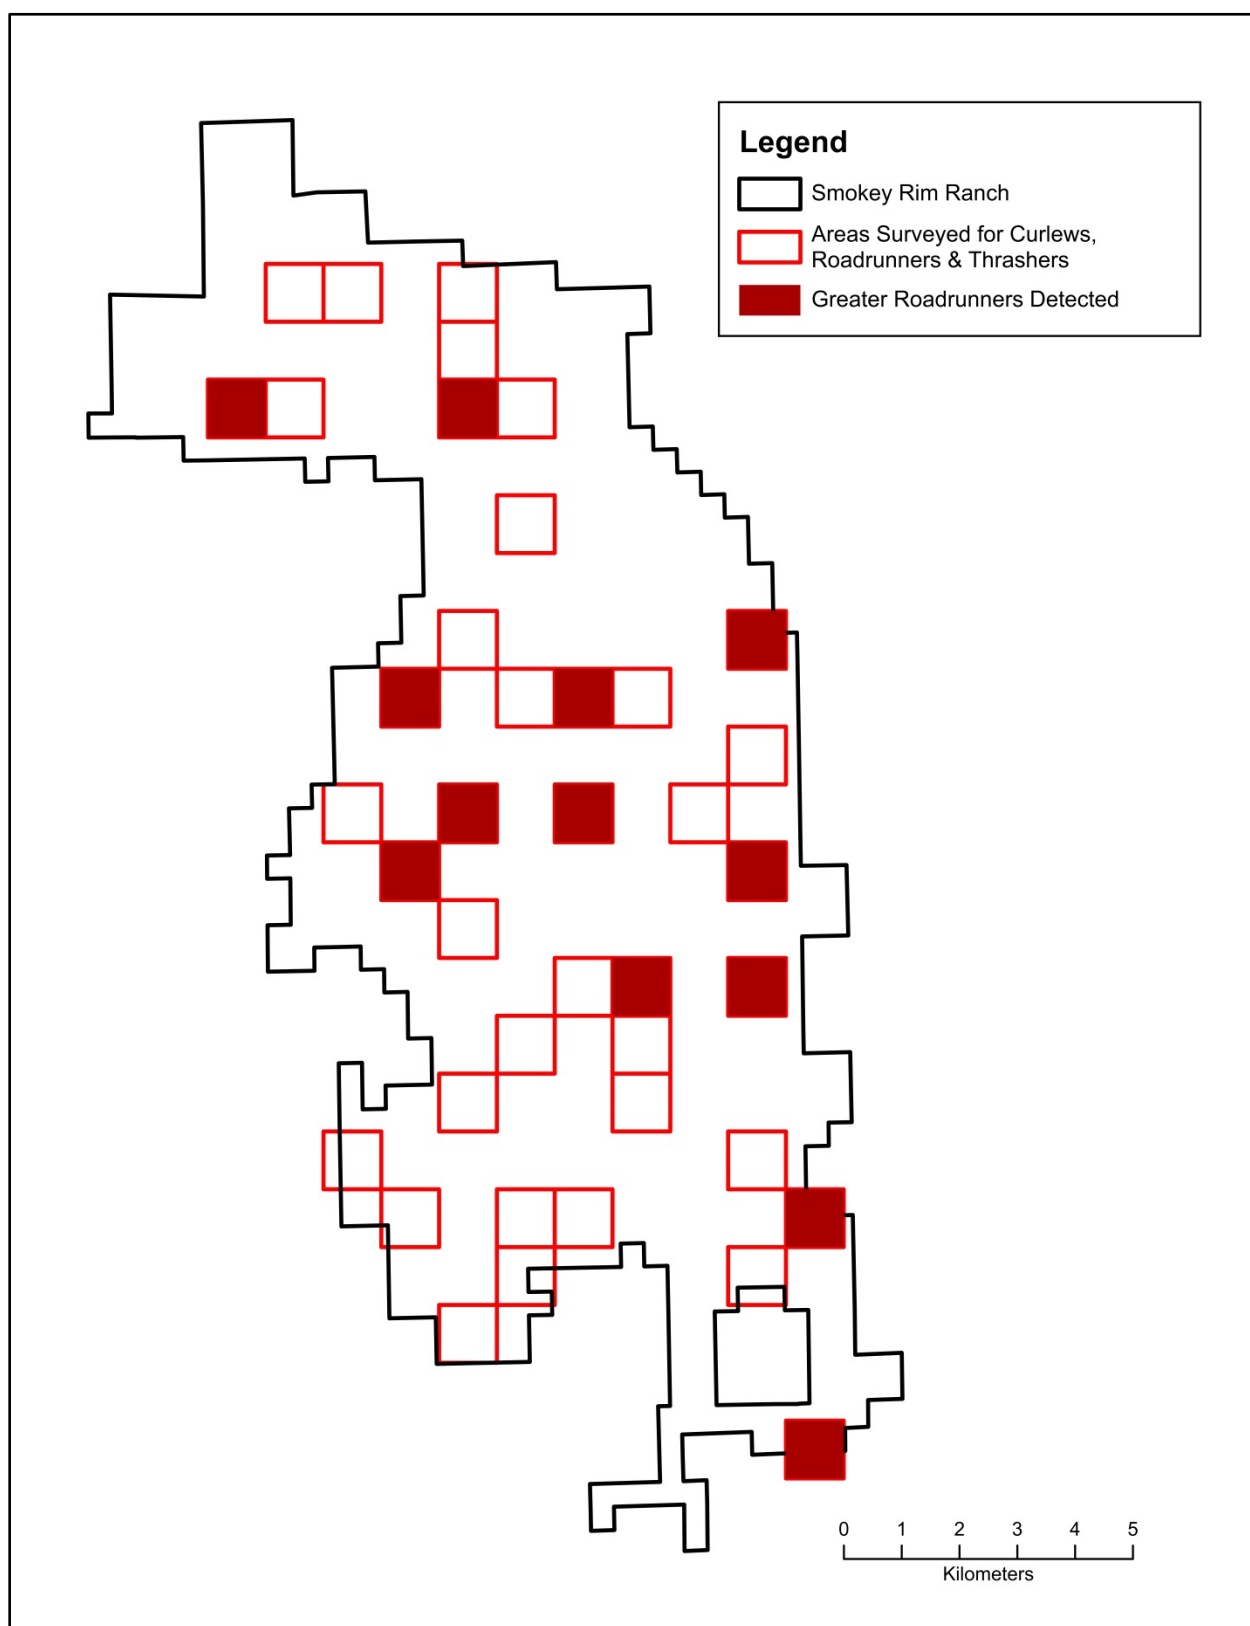 Legend
Smokey Rim Ranch
Areas Surveyed for Curlews,
Roadrunners & Thrashers
Greater Roadrunners Detected
0 1 2 3 4 5
Kilometers